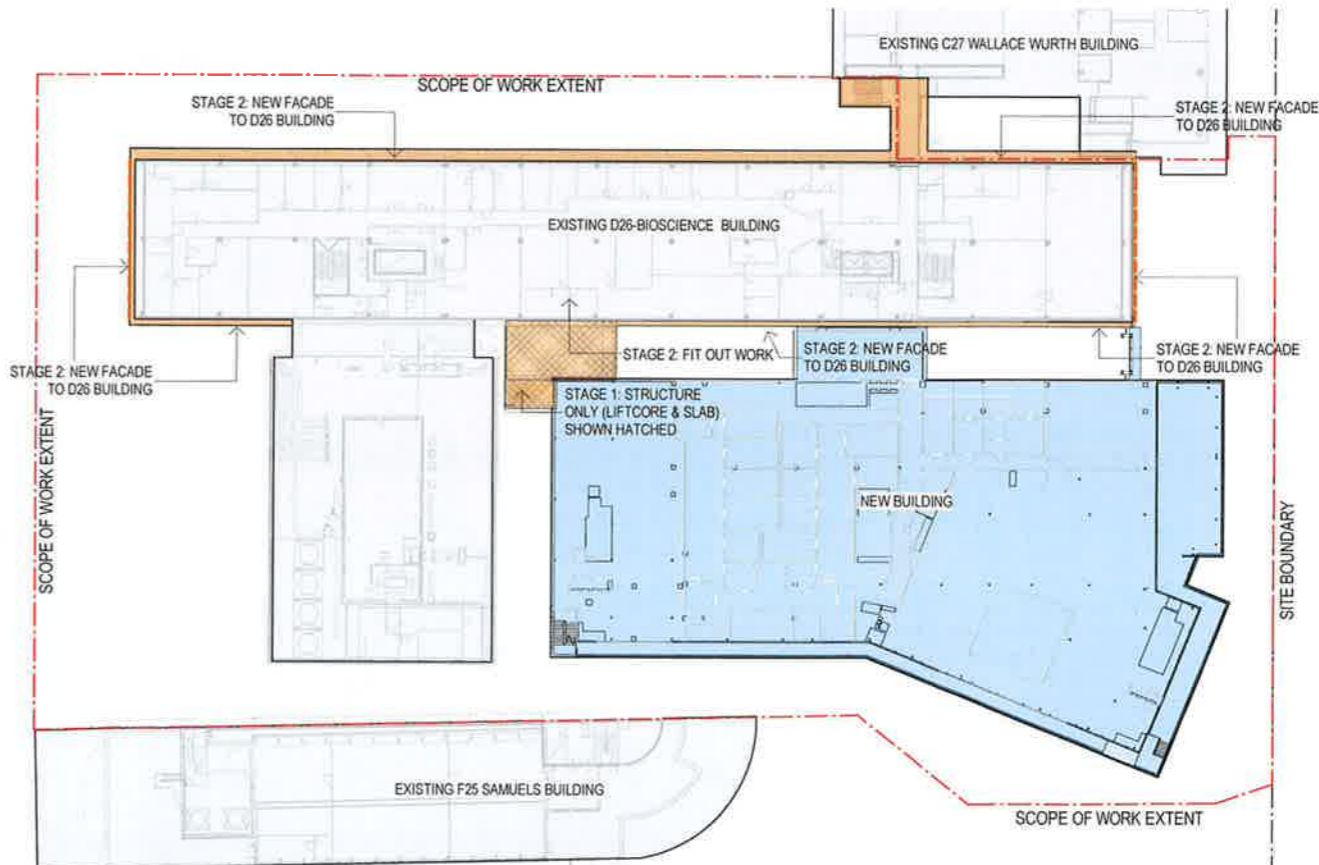 EXISTING C27 WALLACE WURTH BUILDING
SCOPE OF WORK EXTENT
STAGE 2: NEW FACADE
TO D26 BUILDING
STAGE 2: NEW FACADE
TO D26 BUILDING
EXISTING D26-BIOSCIENCE BUILDING
STAGE 2: NEW FACADE
TO D26 BUILDING
STAGE 2: FIT OUT WORK
STAGE 2: NEW FACADE
TO D26 BUILDING
STAGE 2: NEW FACADE
TO D26 BUILDING
STAGE 1: STRUCTURE
ONLY (LIFTCORE & SLAB)
SHOWN HATCHED
SCOPE OF WORK EXTENT
NEW BUILDING
SITE BOUNDARY
EXISTING F25 SAMUELS BUILDING
SCOPE OF WORK EXTENT